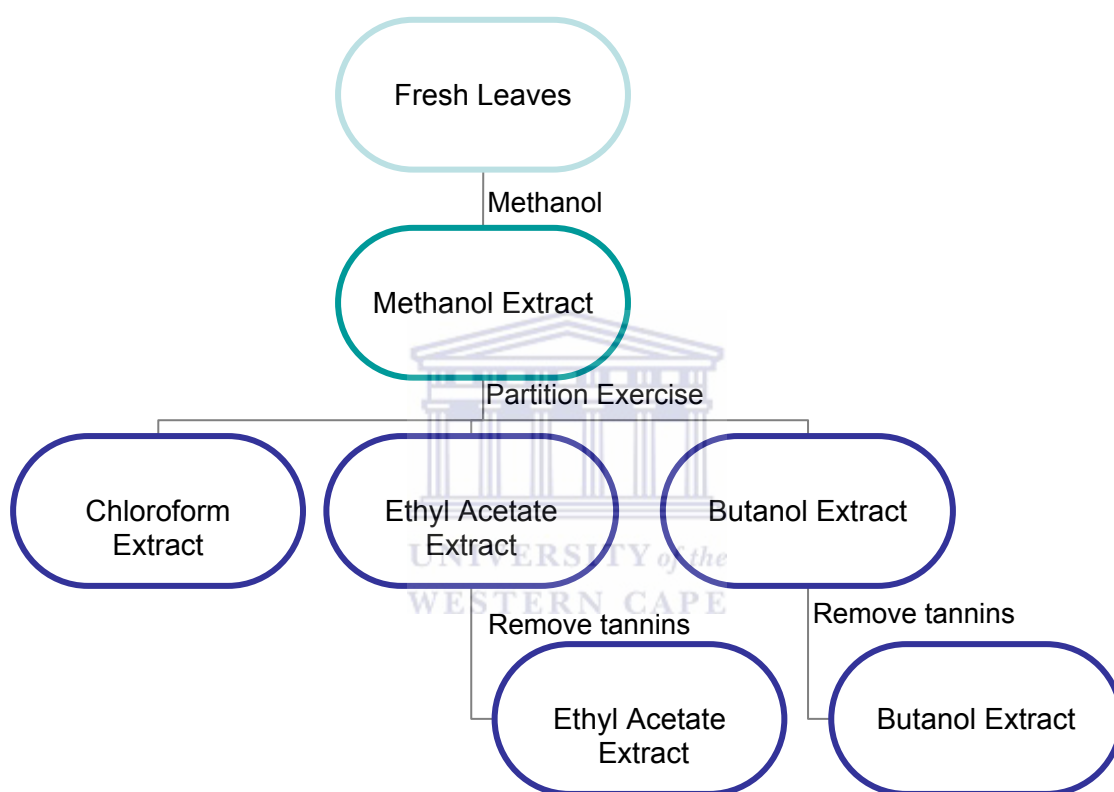 Fresh Leaves
Methanol
Methanol Extract
Partition Exercise
Chloroform
Extract
Ethyl Acetate
Extract
Butanol Extract
UNIVERSITY of the
WESTERN CAPE
Remove tannins
Remove tannins
Ethyl Acetate
Extract
Butanol Extract